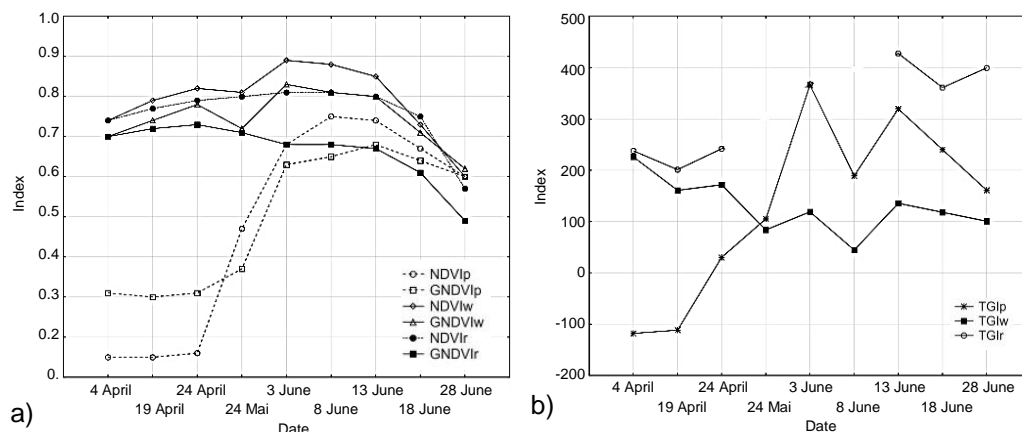 1.0
0.9
0.8
0.7
0.6
0.5
0.4
0.3
0.2
0.1
0.
Index
NDVIp
GNDVIp
NDVIw
GNDVIw
NDVIr
GNDVIr
4 April 24 April 3 June 13 June 28 June
19 April 24 Mai 8 June 18 June
Date
a)
500
400
300
200
100
0
-100
-200
Index
TGIp
TGIw
TGIr
4 April 24 April 3 June 13 June 28 June
19 April 24 Mai 8 June 18 June
Date
b)